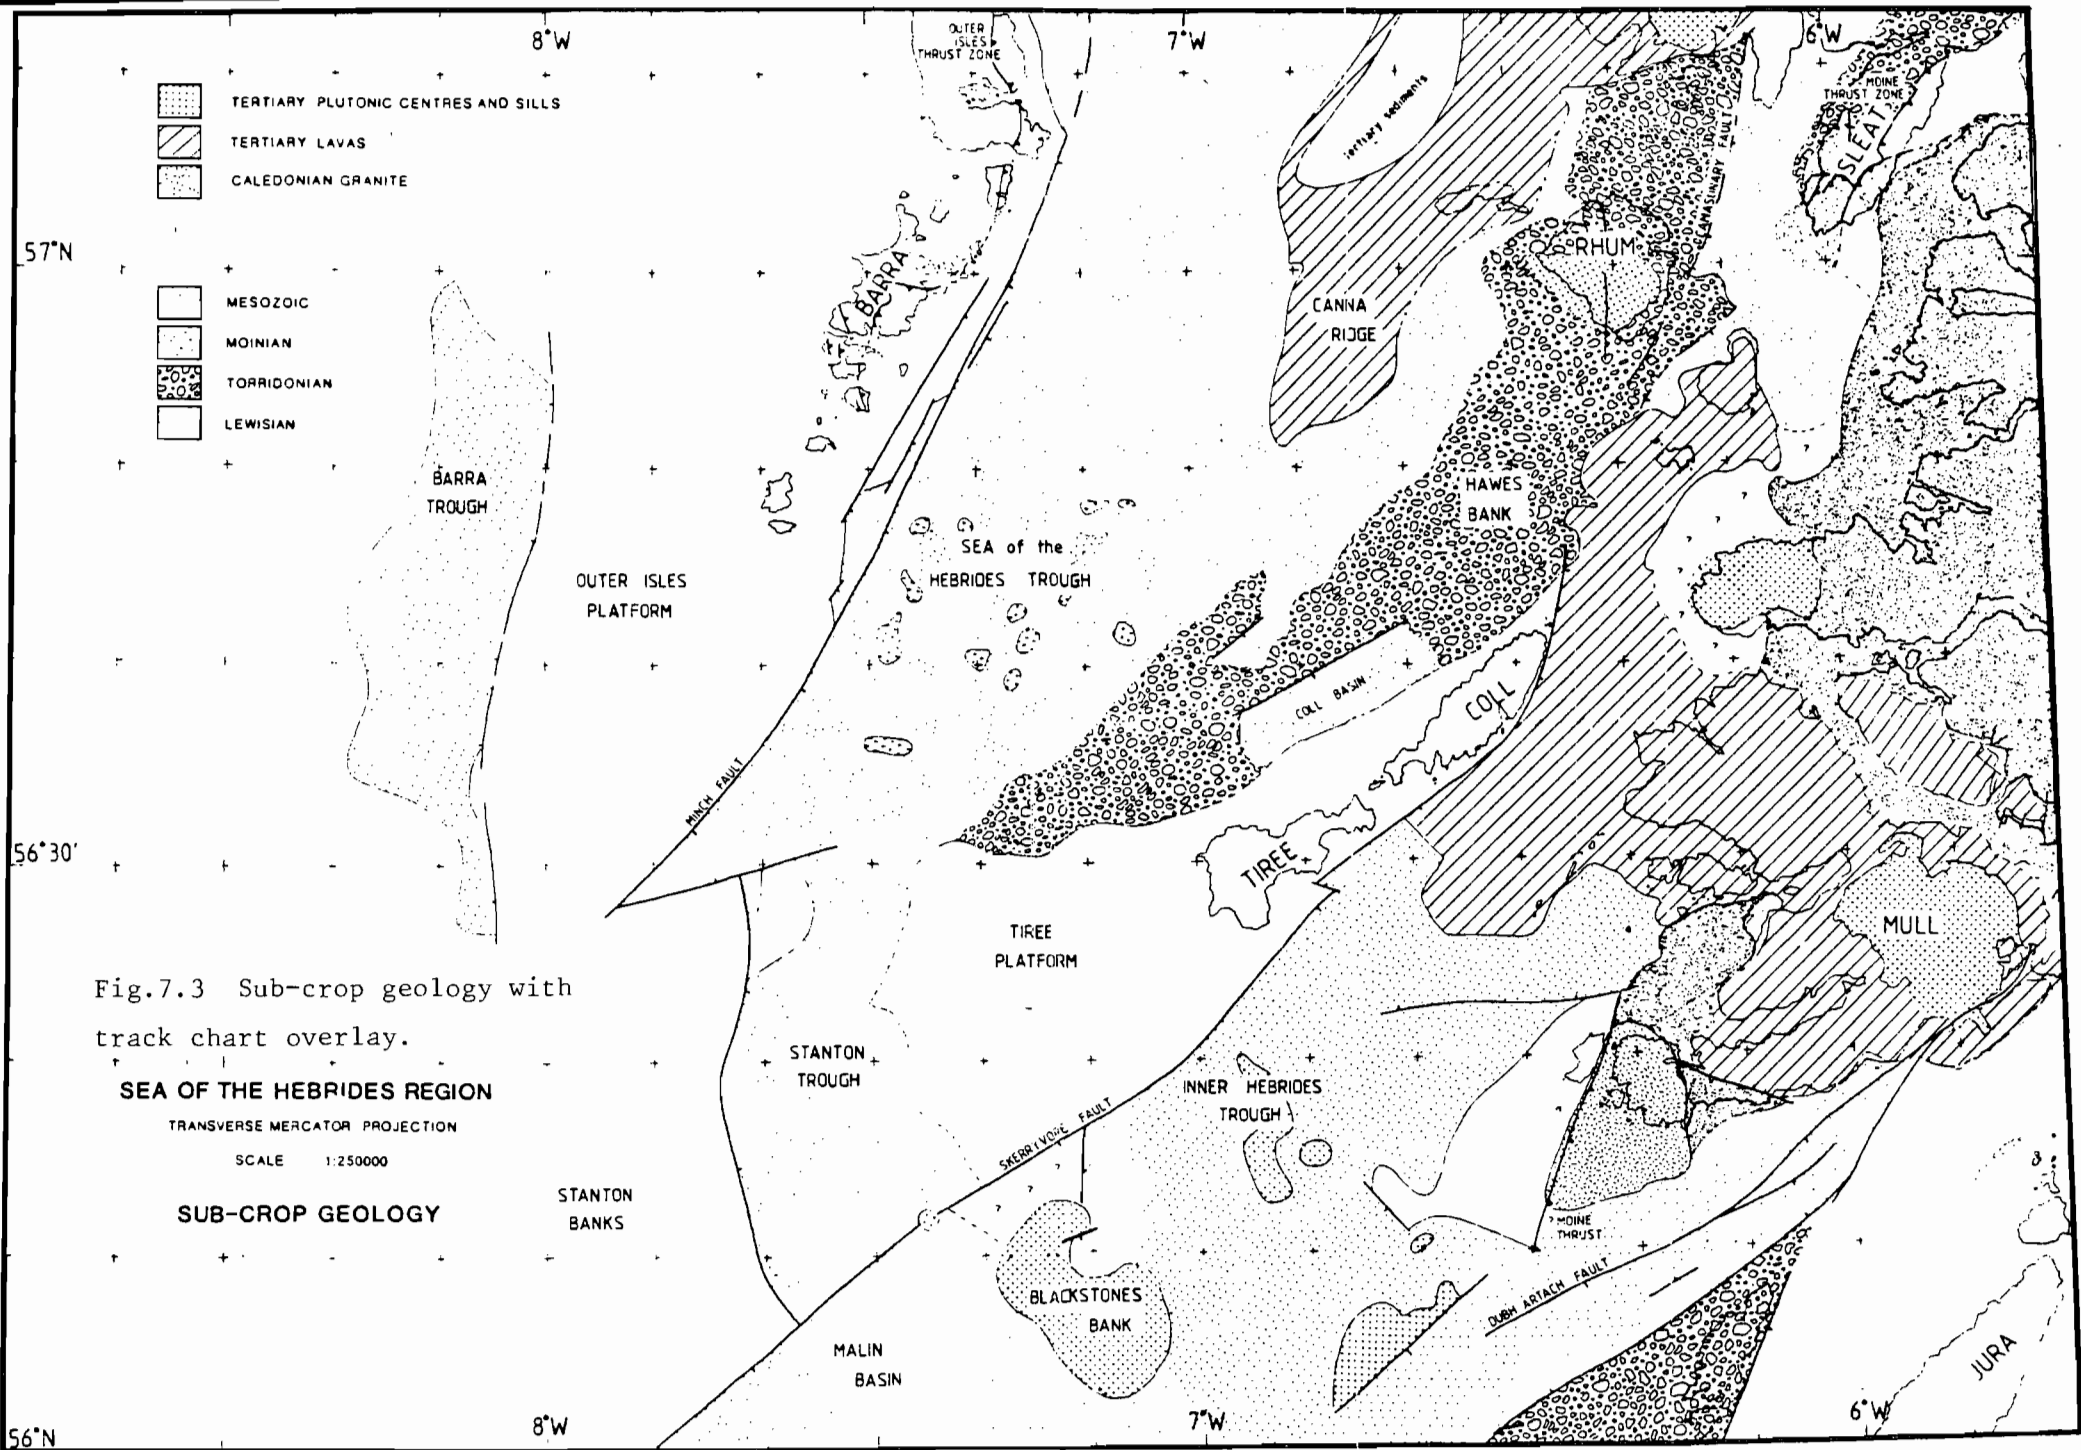 8°W
7°W
6°W
OUTER
ISLES
THRUST ZONE
TERTIARY PLUTONIC CENTRES AND SILLS
TERTIARY LAVAS
CALEDONIAN GRANITE
MESOZOIC
MOINIAN
TORRIDONIAN
LEWISIAN
57°N
56°30'
56°N
tertiary sediments
MOINE
THRUST ZONE
SLEAT
CAMASUNARY FAULT
RHUM
BARRA
CANNA
RIDGE
BARRA
TROUGH
HAWES
BANK
SEA of the
HEBRIDES TROUGH
OUTER ISLES
PLATFORM
COLL BASIN
COLL
MINCH FAULT
TIREE
MULL
TIREE
PLATFORM
Fig.7.3 Sub-crop geology with
track chart overlay.
SEA OF THE HEBRIDES REGION
TRANSVERSE MERCATOR PROJECTION
SCALE 1:250000
SUB-CROP GEOLOGY
STANTON
TROUGH
INNER HEBRIDES
TROUGH
SKERRYVORE FAULT
STANTON
BANKS
? MOINE
THRUST
DUBH ARTACH FAULT
BLACKSTONES
BANK
MALIN
BASIN
JURA
8°W
7°W
6°W